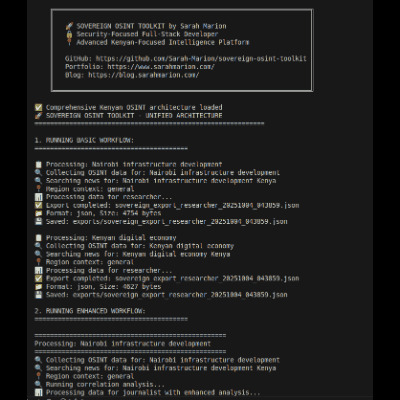 🚀 SOVEREIGN OSINT TOOLKIT by Sarah Marion
🔒 Security-Focused Full-Stack Developer
📍 Advanced Kenyan-Focused Intelligence Platform
GitHub: https://github.com/Sarah-Marion/sovereign-osint-toolkit
Portfolio: https://www.sarahmarion.com/
Blog: https://blog.sarahmarion.com/
✅ Comprehensive Kenyan OSINT architecture loaded
🚀 SOVEREIGN OSINT TOOLKIT - UNIFIED ARCHITECTURE
============================================================
1. RUNNING BASIC WORKFLOW:
========================================
📋 Processing: Nairobi infrastructure development
🔍 Collecting OSINT data for: Nairobi infrastructure development
🔍 Searching news for: Nairobi infrastructure development Kenya
📍 Region context: general
📊 Processing data for researcher...
✅ Export completed: sovereign_export_researcher_20251004_043859.json
📁 Format: json, Size: 4754 bytes
💾 Saved: exports/sovereign_export_researcher_20251004_043859.json
📋 Processing: Kenyan digital economy
🔍 Collecting OSINT data for: Kenyan digital economy
🔍 Searching news for: Kenyan digital economy Kenya
📍 Region context: general
📊 Processing data for researcher...
✅ Export completed: sovereign_export_researcher_20251004_043859.json
📁 Format: json, Size: 4627 bytes
💾 Saved: exports/sovereign_export_researcher_20251004_043859.json
2. RUNNING ENHANCED WORKFLOW:
========================================
==================================================
Processing: Nairobi infrastructure development
==================================================
🔍 Collecting OSINT data for: Nairobi infrastructure development
🔍 Searching news for: Nairobi infrastructure development Kenya
📍 Region context: general
🔍 Running correlation analysis...
📊 Processing data for journalist with enhanced analysis...